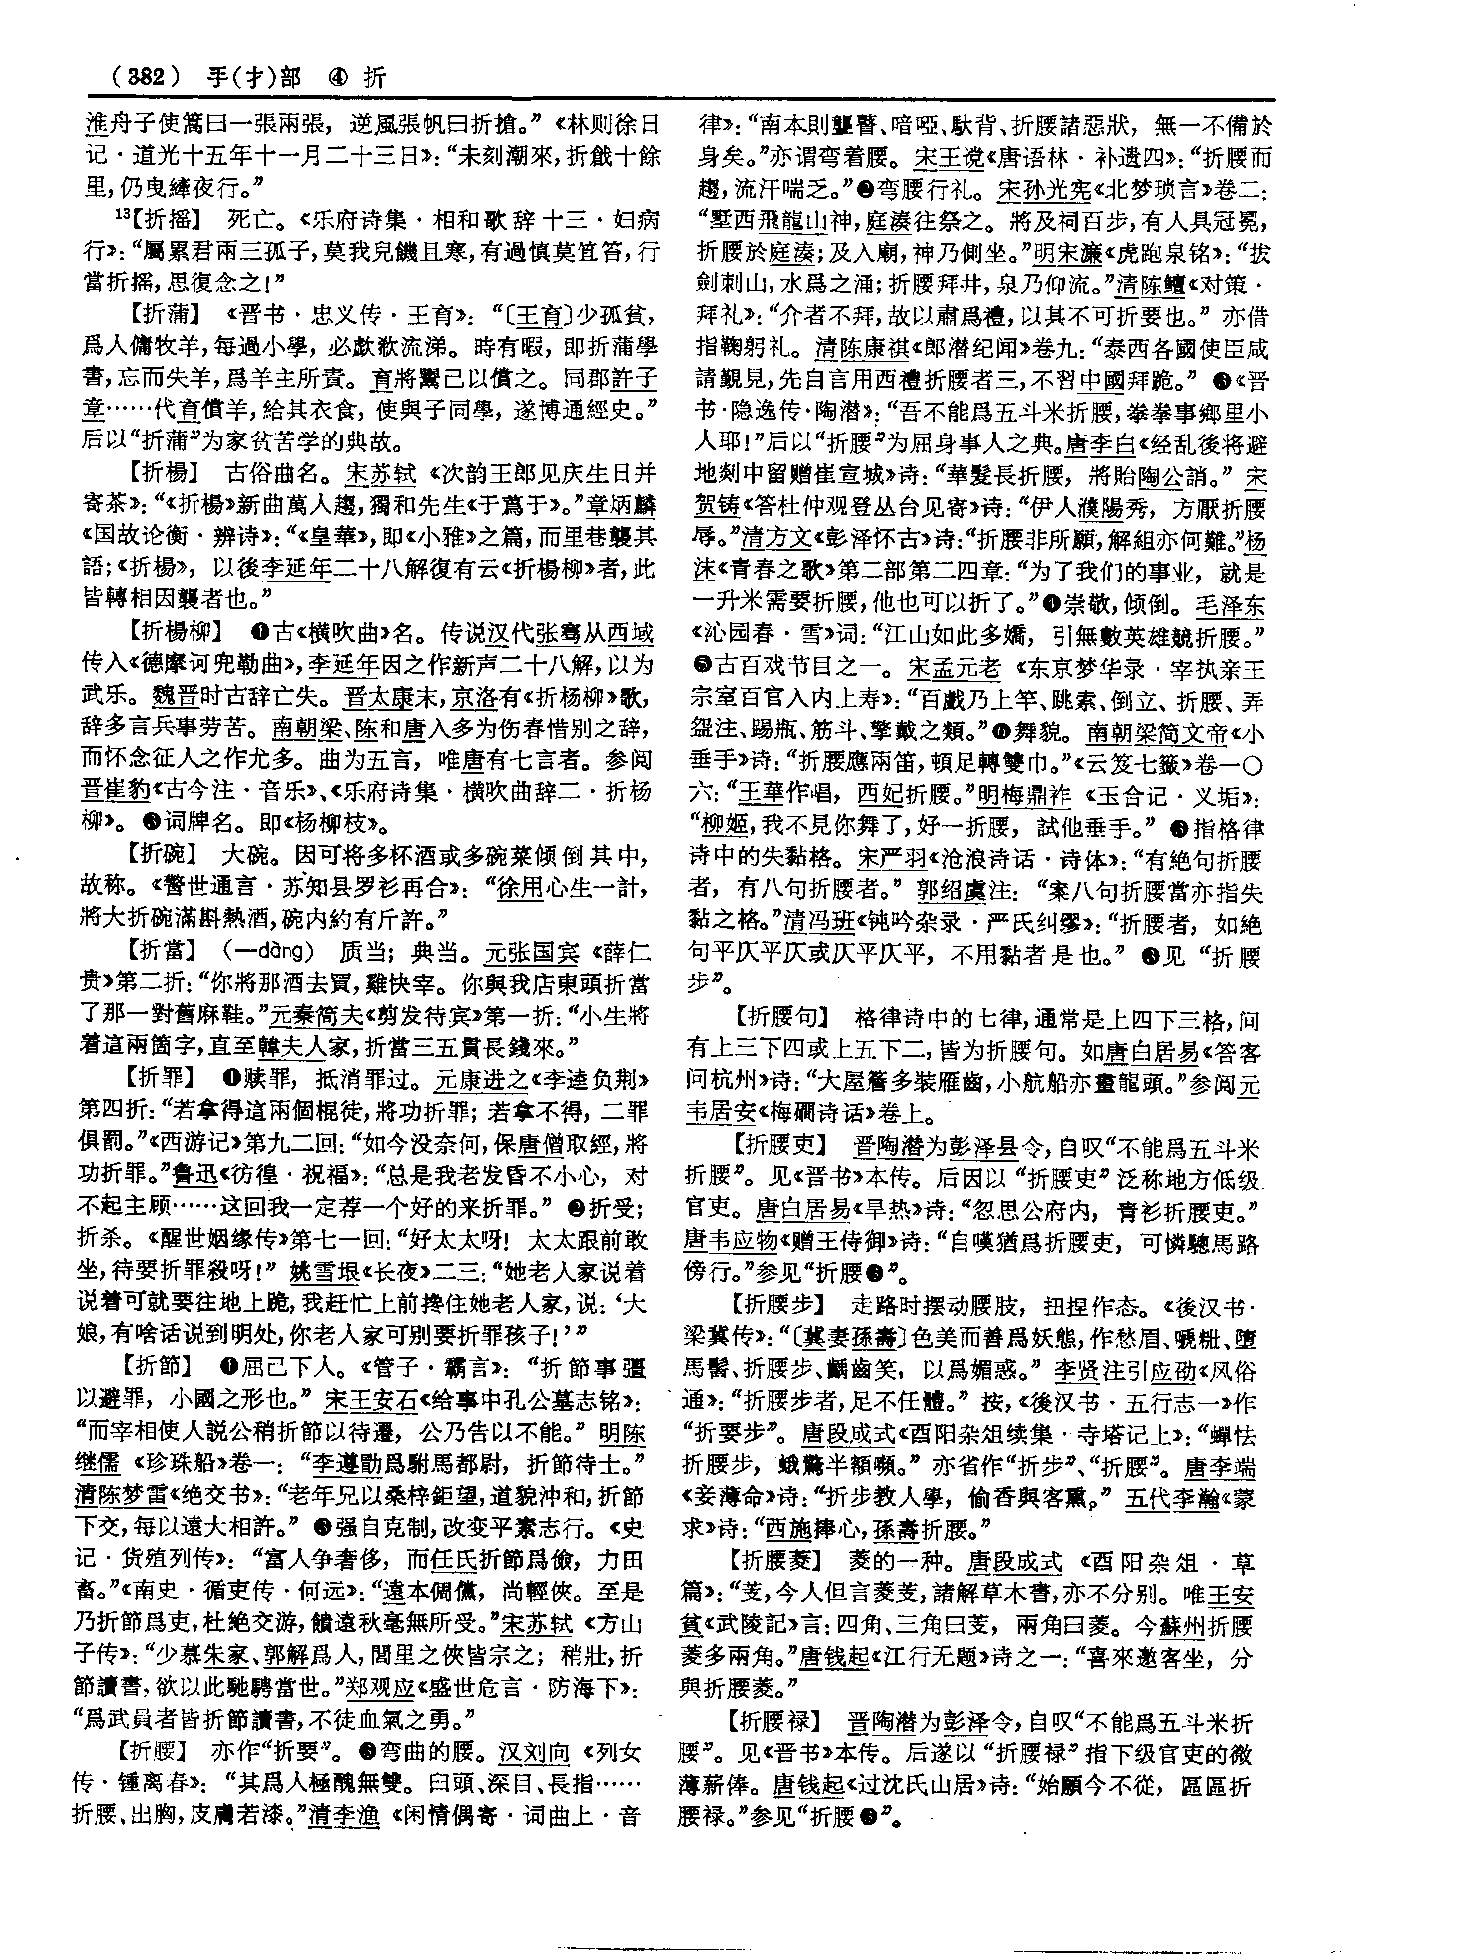 (382) 手(扌)部 ④ 折
淮舟子使篙曰一張兩張，逆風張帆曰折搶。”《林则徐日
记·道光十五年十一月二十三日》：“未刻潮來，折戧十餘
里，仍曳縴夜行。”
13【折摇】 死亡。《乐府诗集·相和歌辞十三·妇病
行》：“屬累君兩三孤子，莫我兒饑且寒，有過慎莫笪笞，行
當折摇，思復念之！”
【折蒲】 《晋书·忠义传·王育》：“〔王育〕少孤貧，
爲人傭牧羊，每過小學，必歔欷流涕。時有暇，即折蒲學
書，忘而失羊，爲羊主所責。育將鬻己以償之。同郡許子
章……代育償羊，給其衣食，使與子同學，遂博通經史。”
后以“折蒲”为家贫苦学的典故。
【折楊】 古俗曲名。宋苏轼《次韵王郎见庆生日并
寄茶》：“《折楊》新曲萬人趨，獨和先生《于蔿于》。”章炳麟
《国故论衡·辨诗》：“《皇華》，即《小雅》之篇，而里巷襲其
語；《折楊》，以後李延年二十八解復有云《折楊柳》者，此
皆轉相因襲者也。”
【折楊柳】 ❶古《横吹曲》名。传说汉代张骞从西域
传入《德摩诃兜勒曲》，李延年因之作新声二十八解，以为
武乐。魏晋时古辞亡失。晋太康末，京洛有《折杨柳》歌，
辞多言兵事劳苦。南朝梁、陈和唐人多为伤春惜别之辞，
而怀念征人之作尤多。曲为五言，唯唐有七言者。参阅
晋崔豹《古今注·音乐》、《乐府诗集·横吹曲辞二·折杨
柳》。❷词牌名。即《杨柳枝》。
【折碗】 大碗。因可将多杯酒或多碗菜倾倒其中，
故称。《警世通言·苏知县罗衫再合》：“徐用心生一計，
將大折碗滿斟熱酒，碗内約有斤許。”
【折當】 （—dàng） 质当；典当。元张国宾《薛仁
贵》第二折：“你將那酒去買，雞快宰。你與我店東頭折當
了那一對舊麻鞋。”元秦简夫《剪发待宾》第一折：“小生將
着這兩箇字，直至韓夫人家，折當三五貫長錢來。”
【折罪】 ❶赎罪，抵消罪过。元康进之《李逵负荆》
第四折：“若拿得這兩個棍徒，將功折罪；若拿不得，二罪
俱罰。”《西游记》第九二回：“如今没奈何，保唐僧取經，將
功折罪。”鲁迅《彷徨·祝福》：“总是我老发昏不小心，对
不起主顾……这回我一定荐一个好的来折罪。”❷折受；
折杀。《醒世姻缘传》第七一回：“好太太呀！太太跟前敢
坐，待要折罪殺呀！”姚雪垠《长夜》二三：“她老人家说着
说着可就要往地上跪，我赶忙上前搀住她老人家，说：‘大
娘，有啥话说到明处，你老人家可别要折罪孩子！’”
【折節】 ❶屈己下人。《管子·霸言》：“折節事彊
以避罪，小國之形也。”宋王安石《给事中孔公墓志铭》：
“而宰相使人説公稍折節以待遷，公乃告以不能。”明陈
继儒《珍珠船》卷一：“李遵勖爲駙馬都尉，折節待士。”
清陈梦雷《绝交书》：“老年兄以桑梓鉅望，道貌沖和，折節
下交，每以遠大相許。”❷强自克制，改变平素志行。《史
记·货殖列传》：“富人争奢侈，而任氏折節爲儉，力田
畜。”《南史·循吏传·何远》：“遠本倜儻，尚輕俠。至是
乃折節爲吏，杜絶交游，饋遺秋毫無所受。”宋苏轼《方山
子传》：“少慕朱家、郭解爲人，閭里之俠皆宗之；稍壯，折
節讀書，欲以此馳騁當世。”郑观应《盛世危言·防海下》：
“爲武員者皆折節讀書，不徒血氣之勇。”
【折腰】 亦作“折要”。❶弯曲的腰。汉刘向《列女
传·锺离春》：“其爲人極醜無雙。臼頭、深目、長指……
折腰、出胸，皮膚若漆。”清李渔《闲情偶寄·词曲上·音
律》：“南本則聾瞽、喑啞、馱背、折腰諸惡狀，無一不備於
身矣。”亦谓弯着腰。宋王谠《唐语林·补遗四》：“折腰而
趨，流汗喘乏。”❷弯腰行礼。宋孙光宪《北梦琐言》卷二：
“墅西飛龍山神，庭湊往祭之。將及祠百步，有人具冠冕，
折腰於庭湊；及入廟，神乃側坐。”明宋濂《虎跑泉铭》：“拔
劍刺山，水爲之涌；折腰拜井，泉乃仰流。”清陈鳣《对策·
拜礼》：“介者不拜，故以肅爲禮，以其不可折要也。”亦借
指鞠躬礼。清陈康祺《郎潜纪闻》卷九：“泰西各國使臣咸
請覲見，先自言用西禮折腰者三，不習中國拜跪。”❸《晋
书·隐逸传·陶潜》：“吾不能爲五斗米折腰，拳拳事鄉里小
人耶！”后以“折腰”为屈身事人之典。唐李白《经乱後将避
地剡中留赠崔宣城》诗：“華髮長折腰，將貽陶公誚。”宋
贺铸《答杜仲观登丛台见寄》诗：“伊人濮陽秀，方厭折腰
辱。”清方文《彭泽怀古》诗：“折腰非所願，解組亦何難。”杨
沫《青春之歌》第二部第二四章：“为了我们的事业，就是
一升米需要折腰，他也可以折了。”❹崇敬，倾倒。毛泽东
《沁园春·雪》词：“江山如此多嬌，引無數英雄競折腰。”
❺古百戏节目之一。宋孟元老《东京梦华录·宰执亲王
宗室百官入内上寿》：“百戲乃上竿、跳索、倒立、折腰、弄
盌注、踢瓶、筋斗、擎戴之類。”❻舞貌。南朝梁简文帝《小
垂手》诗：“折腰應兩笛，頓足轉雙巾。”《云笈七籤》卷一〇
六：“王華作唱，西妃折腰。”明梅鼎祚《玉合记·义垢》：
“柳姬，我不見你舞了，好一折腰，試他垂手。”❼指格律
诗中的失黏格。宋严羽《沧浪诗话·诗体》：“有絶句折腰
者，有八句折腰者。”郭绍虞注：“案八句折腰當亦指失
黏之格。”清冯班《钝吟杂录·严氏纠缪》：“折腰者，如絶
句平仄平仄或仄平仄平，不用黏者是也。”❽见“折腰
步”。
【折腰句】 格律诗中的七律，通常是上四下三格，间
有上三下四或上五下二，皆为折腰句。如唐白居易《答客
问杭州》诗：“大屋簷多裝雁齒，小航船亦畫龍頭。”参阅元
韦居安《梅磵诗话》卷上。
【折腰吏】 晋陶潜为彭泽县令，自叹“不能爲五斗米
折腰”。见《晋书》本传。后因以“折腰吏”泛称地方低级
官吏。唐白居易《旱热》诗：“忽思公府内，青衫折腰吏。”
唐韦应物《赠王侍御》诗：“自嘆猶爲折腰吏，可憐驄馬路
傍行。”参见“折腰❸”。
【折腰步】 走路时摆动腰肢，扭捏作态。《後汉书·
梁冀传》：“〔冀妻孫壽〕色美而善爲妖態，作愁眉、嗁粧、墮
馬髻、折腰步、齲齒笑，以爲媚惑。”李贤注引应劭《风俗
通》：“折腰步者，足不任體。”按，《後汉书·五行志一》作
“折要步”。唐段成式《酉阳杂俎续集·寺塔记上》：“蟬怯
折腰步，蛾驚半額嚬。”亦省作“折步”、“折腰”。唐李端
《妾薄命》诗：“折步教人學，偷香與客熏。”五代李瀚《蒙
求》诗：“西施捧心，孫壽折腰。”
【折腰菱】 菱的一种。唐段成式《酉阳杂俎·草
篇》：“芰，今人但言菱芰，諸解草木書，亦不分别。唯王安
貧《武陵記》言：四角、三角曰芰，兩角曰菱。今蘇州折腰
菱多兩角。”唐钱起《江行无题》诗之一：“喜來邀客坐，分
與折腰菱。”
【折腰禄】 晋陶潜为彭泽令，自叹“不能爲五斗米折
腰”。见《晋书》本传。后遂以“折腰禄”指下级官吏的微
薄薪俸。唐钱起《过沈氏山居》诗：“始願今不從，區區折
腰禄。”参见“折腰❸”。